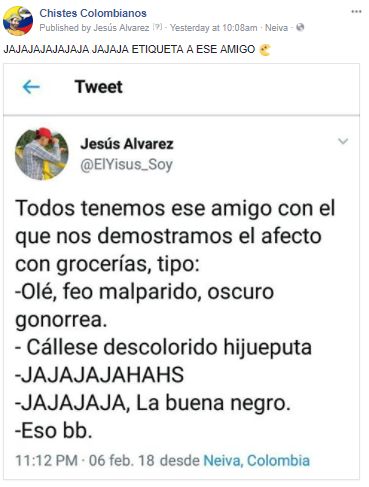 Chistes Colombianos
Published by Jesús Alvarez [?] · Yesterday at 10:08am · Neiva ·
JAJAJAJAJAJAJA JAJAJA ETIQUETA A ESE AMIGO
Tweet
Jesús Alvarez
@ElYisus_Soy
Todos tenemos ese amigo con el
que nos demostramos el afecto
con grocerías, tipo:
-Olé, feo malparido, oscuro
gonorrea.
- Cállese descolorido hijueputa
-JAJAJAJAHAHS
-JAJAJAJA, La buena negro.
-Eso bb.
11:12 PM · 06 feb. 18 desde Neiva, Colombia